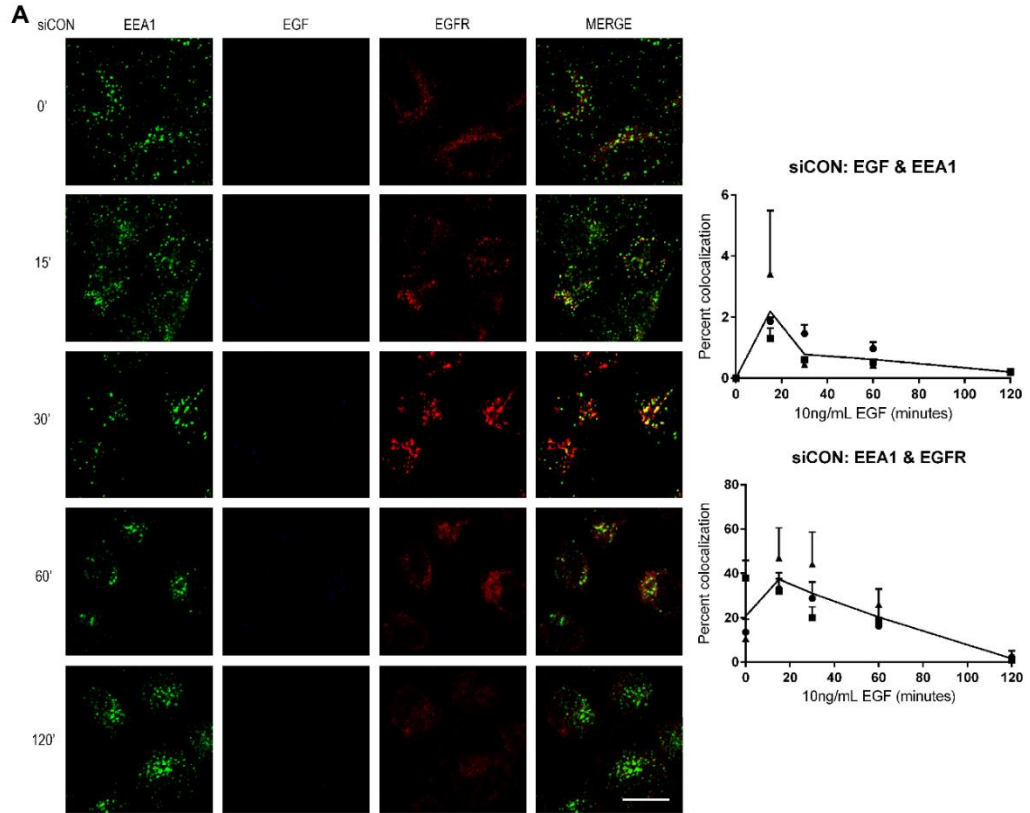 A
siCON EEA1 EGF EGFR MERGE
0'
15'
30'
60'
120'
siCON: EGF & EEA1
Percent colocalization
6
4
2
0
0 20 40 60 80 100 120
10ng/mL EGF (minutes)
siCON: EEA1 & EGFR
Percent colocalization
80
60
40
20
0
0 20 40 60 80 100 120
10ng/mL EGF (minutes)